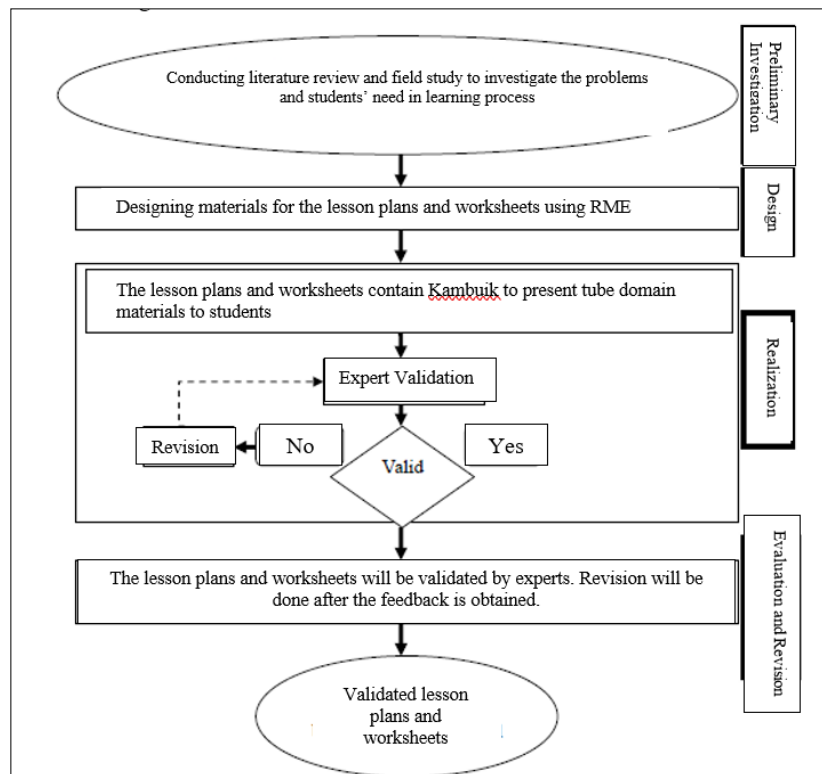 Conducting literature review and field study to investigate the problems
and students’ need in learning process
Preliminary
Investigation
Designing materials for the lesson plans and worksheets using RME
Design
The lesson plans and worksheets contain Kambuik to present tube domain
materials to students
Realization
Expert Validation
Revision
No
Yes
Valid
The lesson plans and worksheets will be validated by experts. Revision will be
done after the feedback is obtained.
Evaluation and Revision
Validated lesson
plans and
worksheets